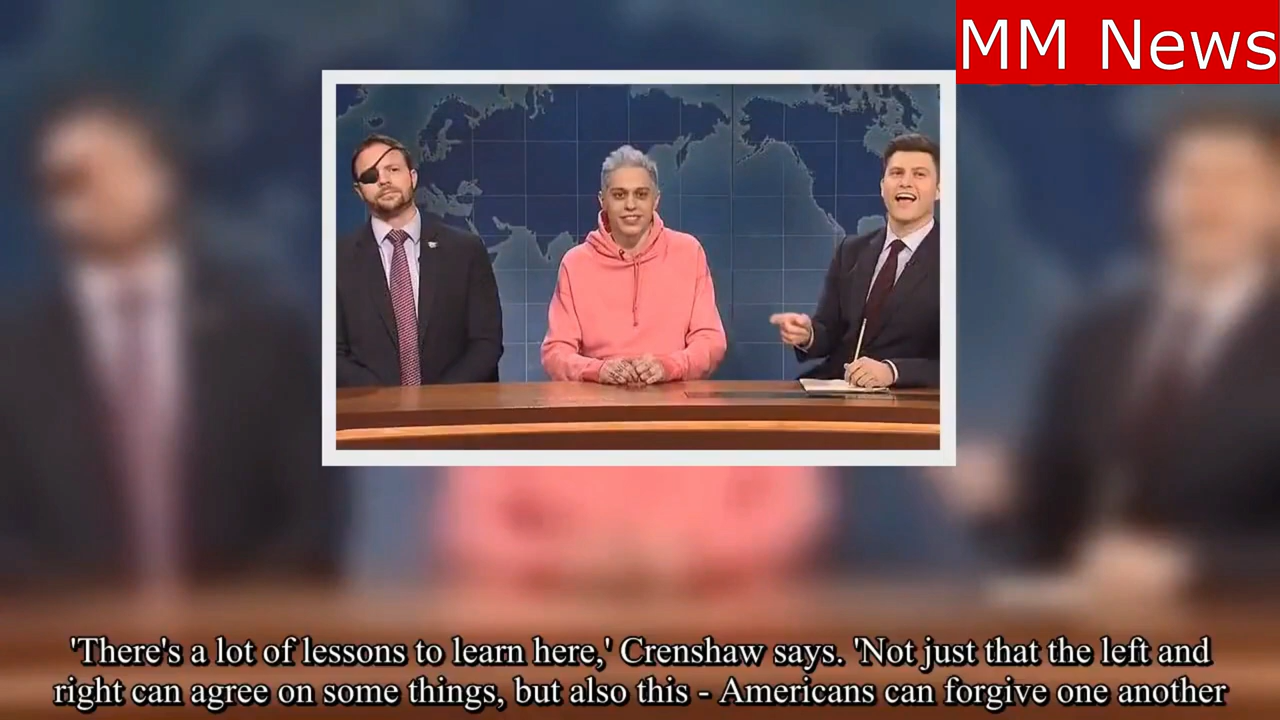 MM News
'There's a lot of lessons to learn here,' Crenshaw says. 'Not just that the left and
right can agree on some things, but also this - Americans can forgive one another